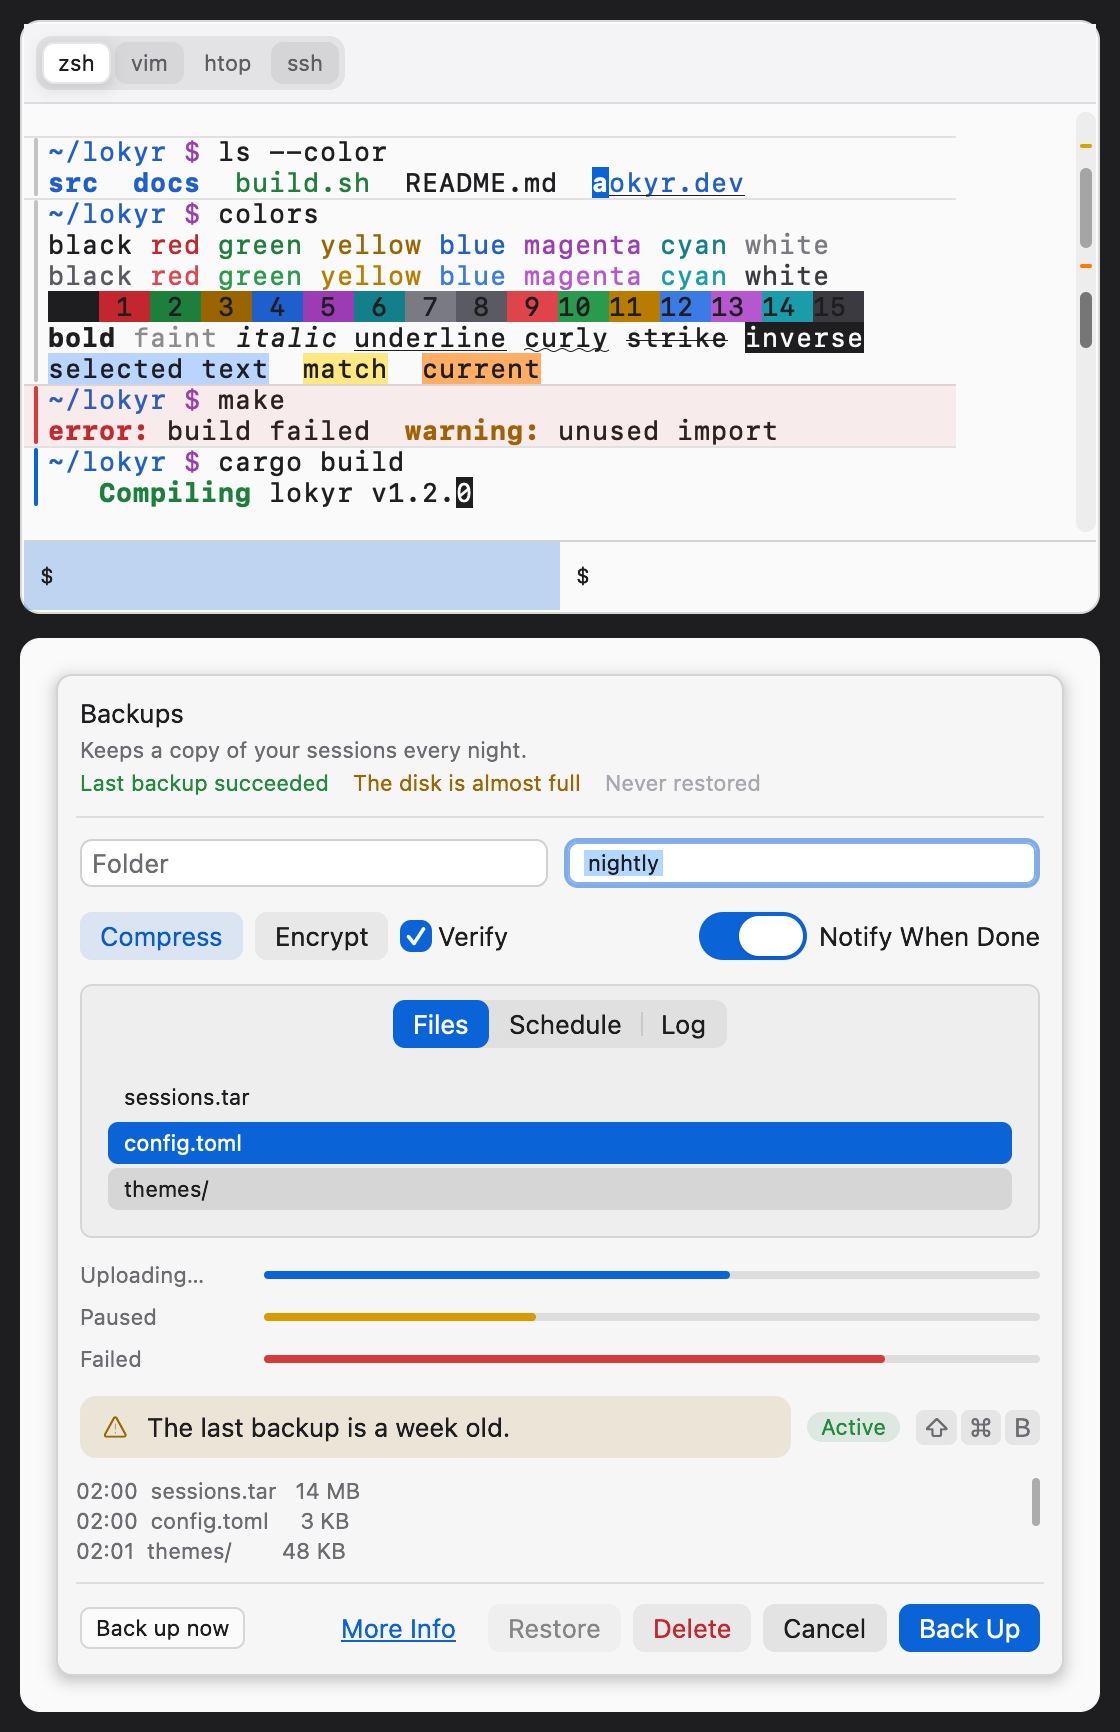 zsh vim htop ssh
~/lokyr $ ls --color
src docs build.sh README.md aokyr.dev
~/lokyr $ colors
black red green yellow blue magenta cyan white
black red green yellow blue magenta cyan white
1 2 3 4 5 6 7 8 9 10 11 12 13 14 15
bold faint italic underline curly strike inverse
selected text match current
~/lokyr $ make
error: build failed warning: unused import
~/lokyr $ cargo build
Compiling lokyr v1.2.0
$ $
Backups
Keeps a copy of your sessions every night.
Last backup succeeded The disk is almost full Never restored
Folder nightly
Compress Encrypt Verify Notify When Done
Files Schedule Log
sessions.tar
config.toml
themes/
Uploading...
Paused
Failed
The last backup is a week old. Active ⇧ ⌘ B
02:00 sessions.tar 14 MB
02:00 config.toml 3 KB
02:01 themes/ 48 KB
Back up now More Info Restore Delete Cancel Back Up